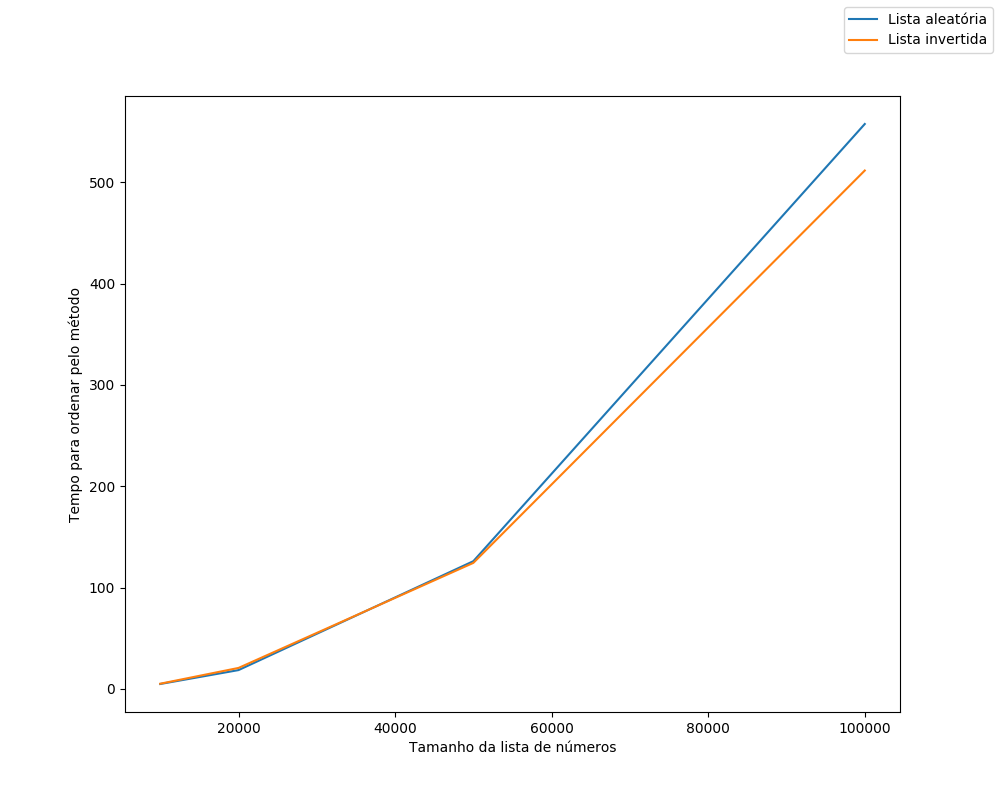 Lista aleatória
Lista invertida
500
400
300
200
100
0
Tempo para ordenar pelo método
20000 40000 60000 80000 100000
Tamanho da lista de números